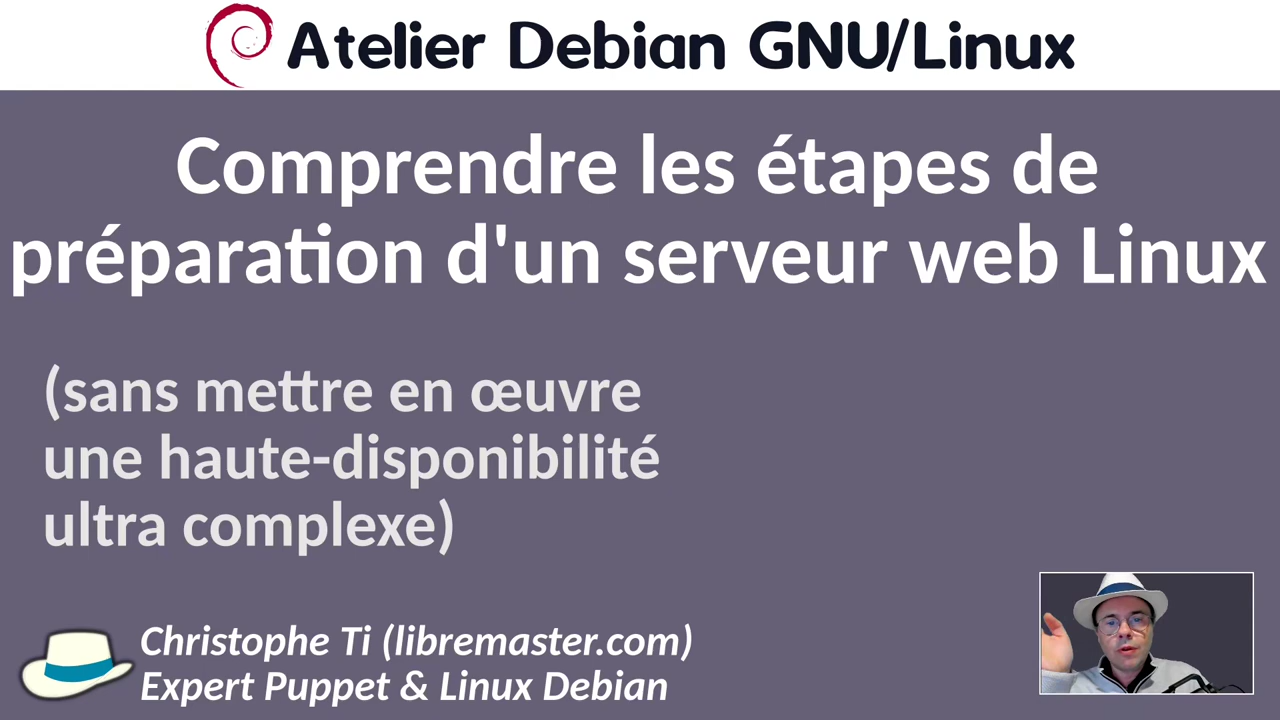 Atelier Debian GNU/Linux
Comprendre les étapes de
préparation d'un serveur web Linux
(sans mettre en œuvre
une haute-disponibilité
ultra complexe)
Christophe Ti (libremaster.com)
Expert Puppet & Linux Debian